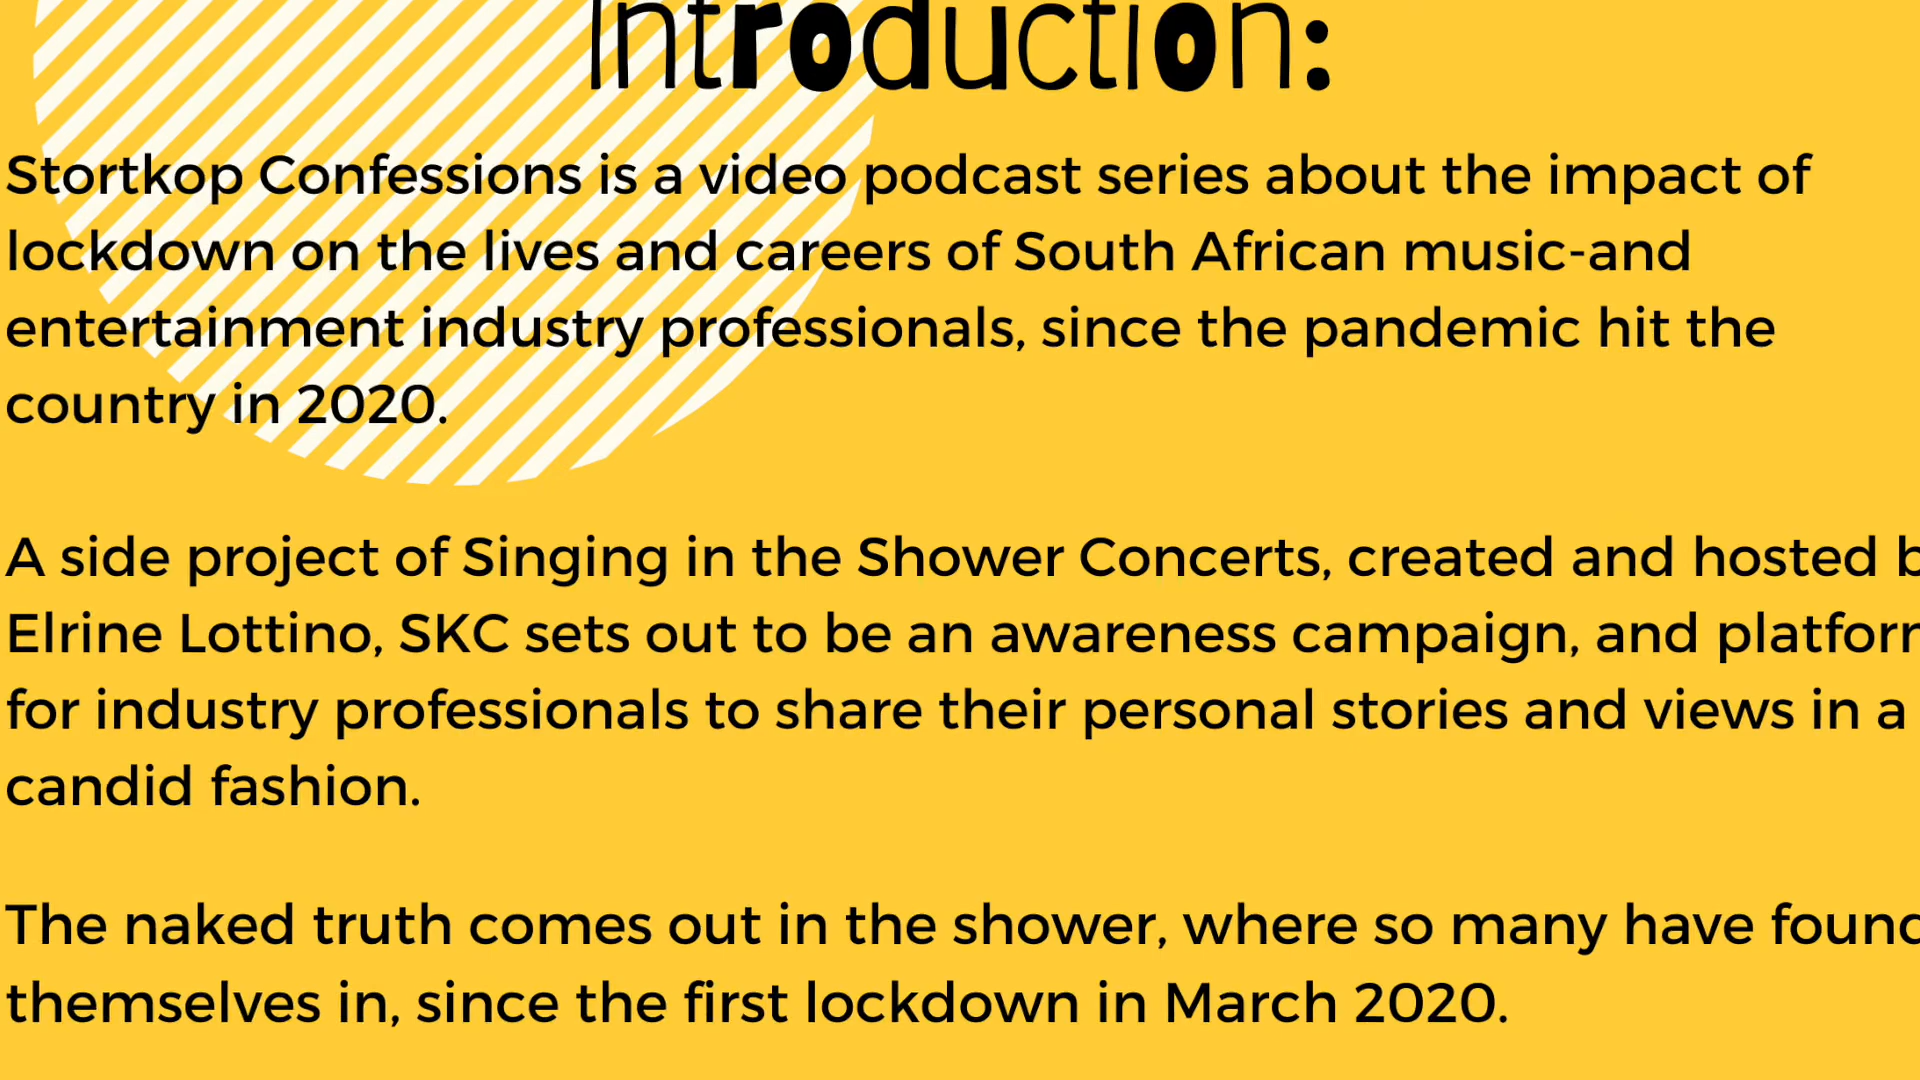 Introduction:
Stortkop Confessions is a video podcast series about the impact of
lockdown on the lives and careers of South African music-and
entertainment industry professionals, since the pandemic hit the
country in 2020.
A side project of Singing in the Shower Concerts, created and hosted b
Elrine Lottino, SKC sets out to be an awareness campaign, and platfor
for industry professionals to share their personal stories and views in a
candid fashion.
The naked truth comes out in the shower, where so many have found
themselves in, since the first lockdown in March 2020.